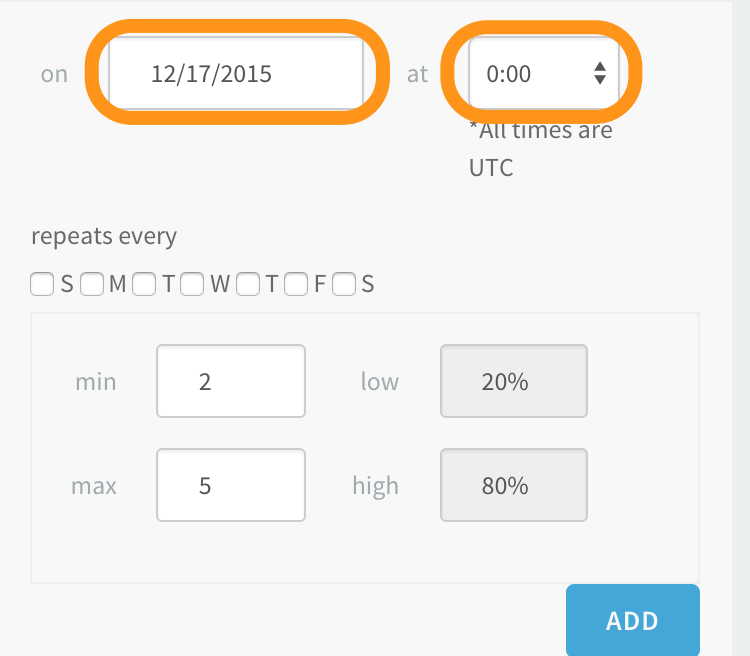 on 12/17/2015 at 0:00
*All times are
UTC
repeats every
S M T W T F S
min 2 low 20%
max 5 high 80%
ADD